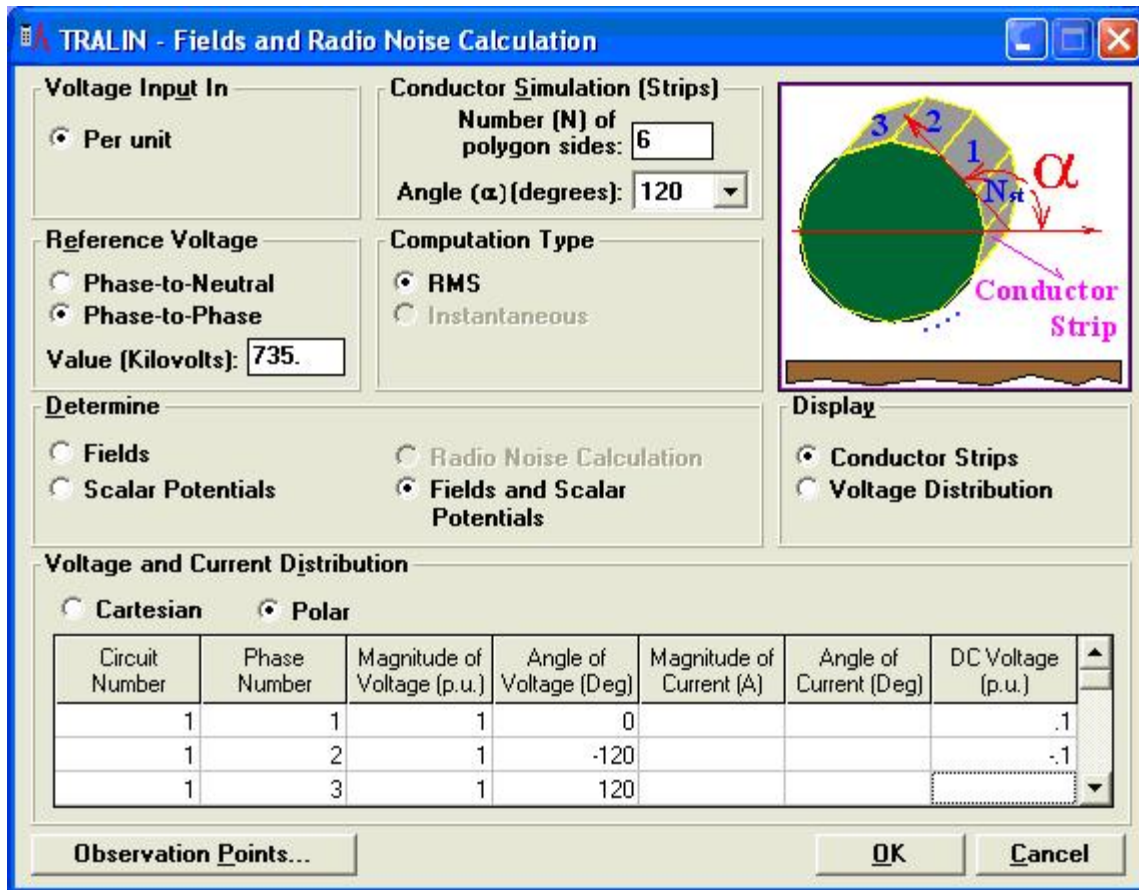 TRALIN - Fields and Radio Noise Calculation
Voltage Input In
Per unit
Conductor Simulation (Strips)
Number (N) of
polygon sides: 6
Angle (α)(degrees): 120
3 2
1
Nst
α
Conductor
Strip
Reference Voltage
Phase-to-Neutral
Phase-to-Phase
Value (Kilovolts): 735.
Computation Type
RMS
Instantaneous
Determine
Fields
Scalar Potentials
Radio Noise Calculation
Fields and Scalar
Potentials
Display
Conductor Strips
Voltage Distribution
Voltage and Current Distribution
Cartesian Polar
Circuit Phase Magnitude of Angle of Magnitude of Angle of DC Voltage
Number Number Voltage (p.u.) Voltage (Deg) Current (A) Current (Deg) (p.u.)
1 1 1 0 .1
1 2 1 -120 -.1
1 3 1 120
Observation Points... OK Cancel